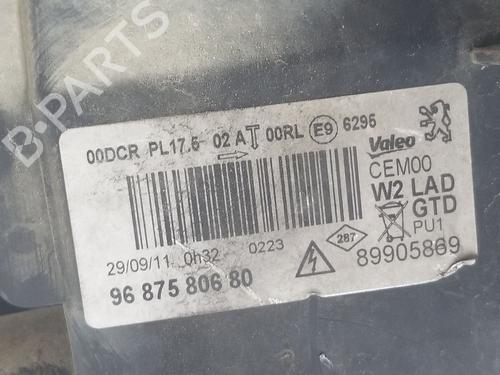 B-PARTS
00DCR PL17.5 02 A 00RL E9 6295
Valeo
CEM00
W2 LAD
GTD
PU1
29/09/11 0h32 0223
287
89905869
96 875 806 80